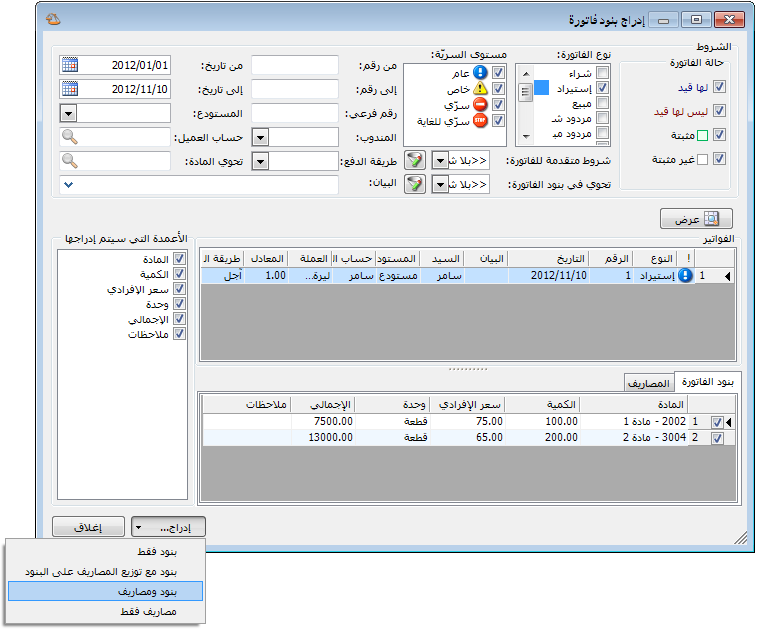 إدراج بنود فاتورة
الشروط
حالة الفاتورة
لها قيد
ليس لها قيد
مثبتة
غير مثبتة
نوع الفاتورة:
شراء
إستيراد
مبيع
مردود شـ
مردود مبـ
مستوى السريّة:
عام
خاص
سرّي
سرّي للغاية
من رقم:
إلى رقم:
رقم فرعي:
المندوب:
طريقة الدفع:
البيان:
من تاريخ: 2012/01/01
إلى تاريخ: 2012/11/10
المستودع:
حساب العميل:
تحوي المادة:
شروط متقدمة للفاتورة: <<بلا شـ
تحوي في بنود الفاتورة: <<بلا شـ
عرض
الفواتير
! النوع الرقم التاريخ البيان السيد المستود حساب ال العملة المعادل طريقة ال
1 إستيراد 1 2012/11/10 سامر مستودع سامر ليرة... 1.00 آجل
الأعمدة التي سيتم إدراجها
المادة
الكمية
سعر الإفرادي
وحدة
الإجمالي
ملاحظات
بنود الفاتورة المصاريف
المادة الكمية سعر الإفرادي وحدة الإجمالي ملاحظات
1 2002 - مادة 1 100.00 75.00 قطعة 7500.00
2 3004 - مادة 2 200.00 65.00 قطعة 13000.00
إدراج... إغلاق
بنود فقط
بنود مع توزيع المصاريف على البنود
بنود ومصاريف
مصاريف فقط